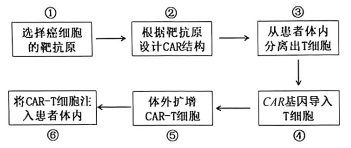 ①
选择癌细胞
的靶抗原
②
根据靶抗原
设计CAR结构
③
从患者体内
分离出T细胞
CAR基因导入
T细胞
④
体外扩增
CAR-T细胞
⑤
将CAR-T细胞注
入患者体内
⑥